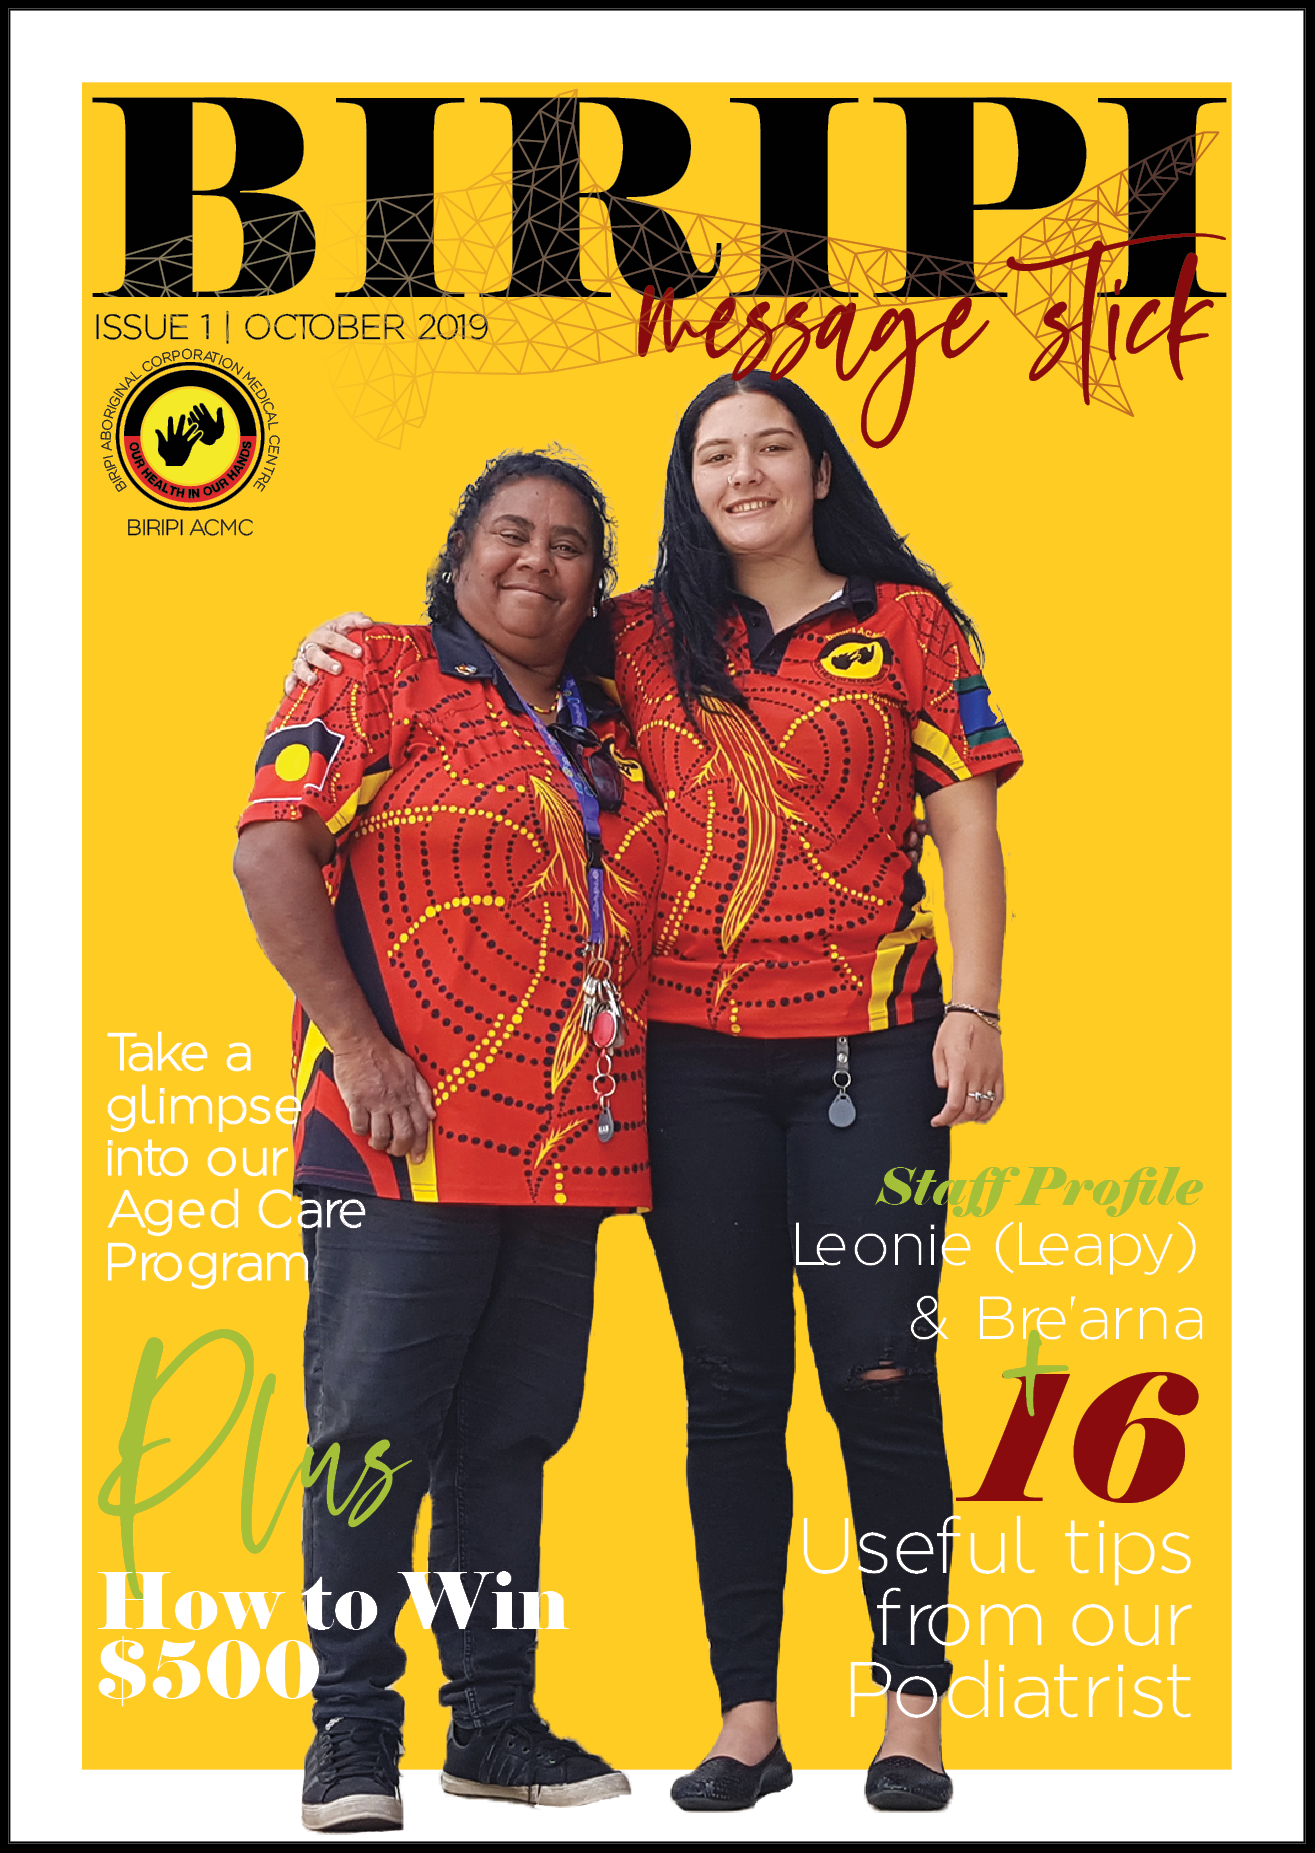 BIRIPI
message stick
ISSUE 1 | OCTOBER 2019
BIRIPI ABORIGINAL CORPORATION MEDICAL CENTRE
OUR HEALTH IN OUR HANDS
BIRIPI ACMC
Take a
glimpse
into our
Aged Care
Program
Staff Profile
Leonie (Leapy)
& Bre'arna
+
16
Useful tips
from our
Podiatrist
Plus
How to Win
$500